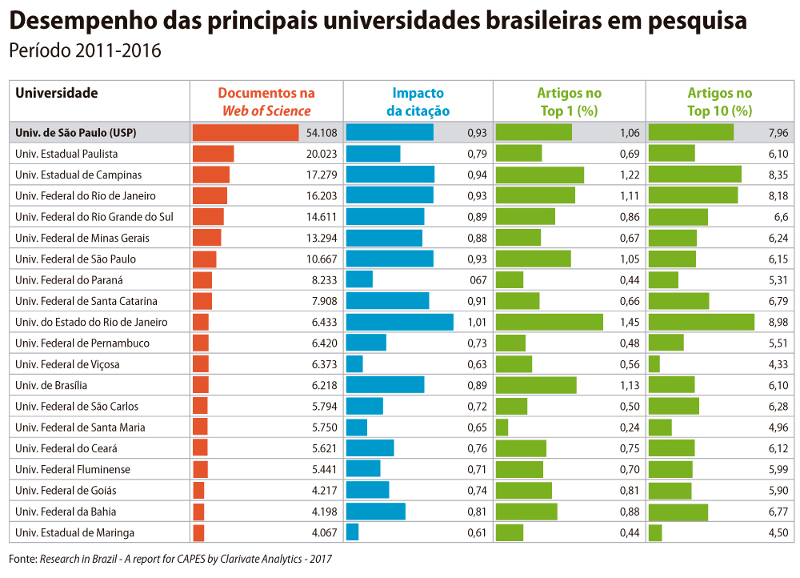 Desempenho das principais universidades brasileiras em pesquisa
Período 2011-2016
Universidade Documentos na Web of Science Impacto da citação Artigos no Top 1 (%) Artigos no Top 10 (%)
Univ. de São Paulo (USP) 54.108 0,93 1,06 7,96
Univ. Estadual Paulista 20.023 0,79 0,69 6,10
Univ. Estadual de Campinas 17.279 0,94 1,22 8,35
Univ. Federal do Rio de Janeiro 16.203 0,93 1,11 8,18
Univ. Federal do Rio Grande do Sul 14.611 0,89 0,86 6,6
Univ. Federal de Minas Gerais 13.294 0,88 0,67 6,24
Univ. Federal de São Paulo 10.667 0,93 1,05 6,15
Univ. Federal do Paraná 8.233 067 0,44 5,31
Univ. Federal de Santa Catarina 7.908 0,91 0,66 6,79
Univ. do Estado do Rio de Janeiro 6.433 1,01 1,45 8,98
Univ. Federal de Pernambuco 6.420 0,73 0,48 5,51
Univ. Federal de Viçosa 6.373 0,63 0,56 4,33
Univ. de Brasília 6.218 0,89 1,13 6,10
Univ. Federal de São Carlos 5.794 0,72 0,50 6,28
Univ. Federal de Santa Maria 5.750 0,65 0,24 4,96
Univ. Federal do Ceará 5.621 0,76 0,75 6,12
Univ. Federal Fluminense 5.441 0,71 0,70 5,99
Univ. Federal de Goiás 4.217 0,74 0,81 5,90
Univ. Federal da Bahia 4.198 0,81 0,88 6,77
Univ. Estadual de Maringa 4.067 0,61 0,44 4,50
Fonte: Research in Brazil - A report for CAPES by Clarivate Analytics - 2017